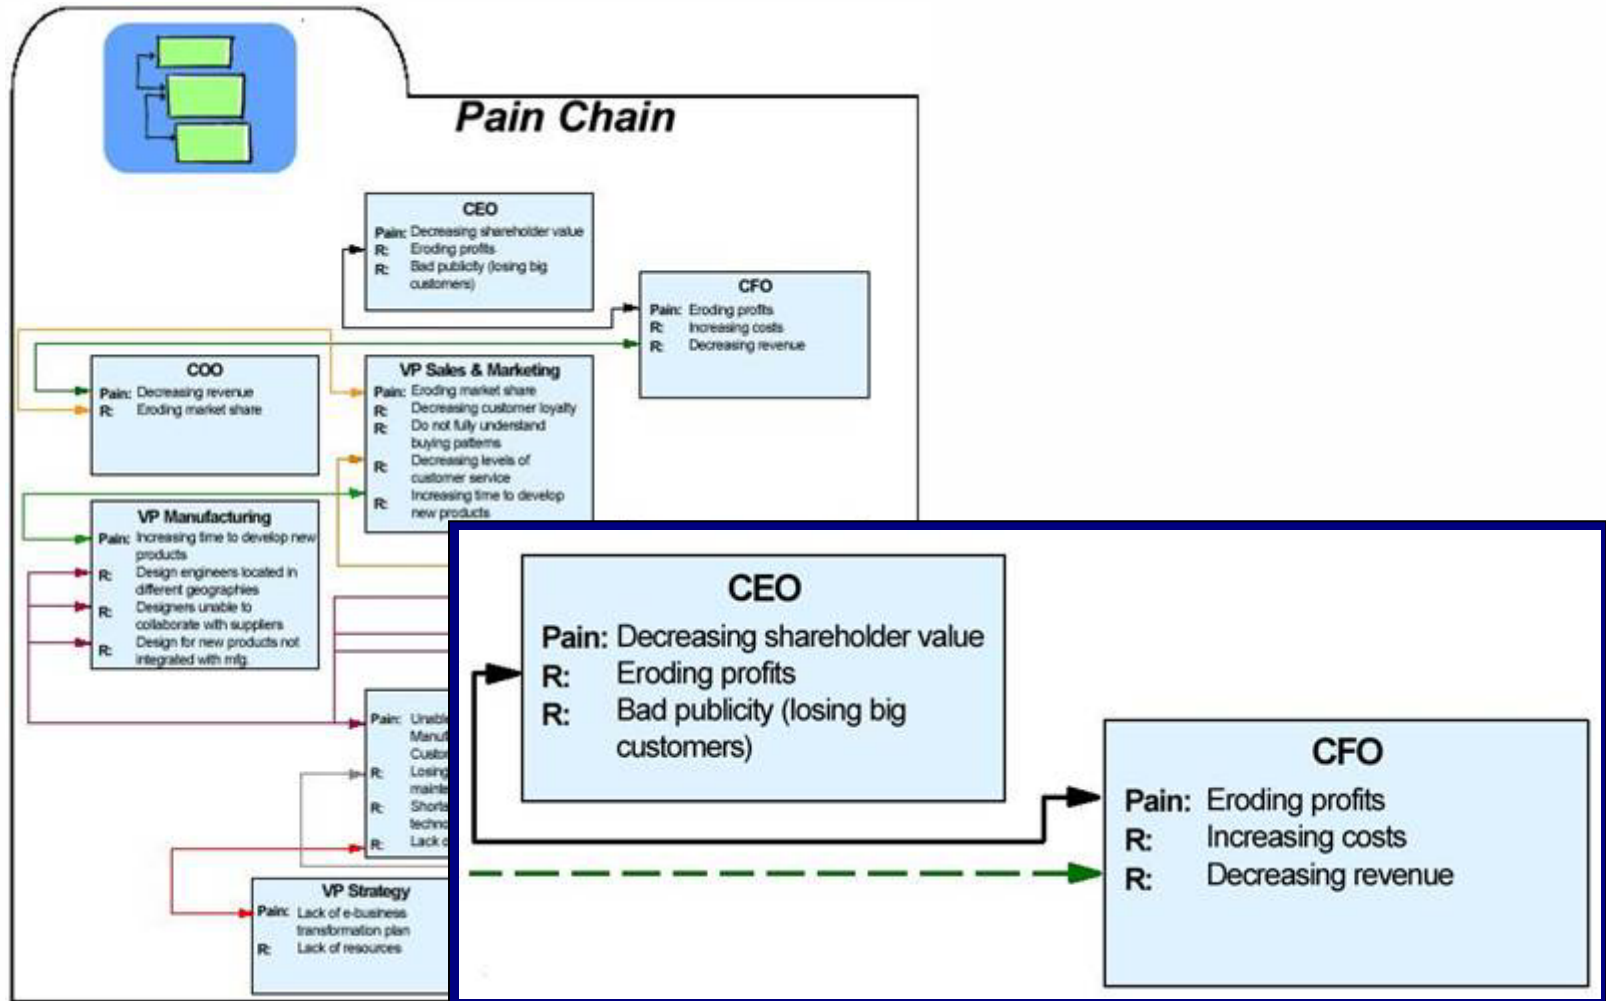 Pain Chain
CEO
Pain: Decreasing shareholder value
R: Eroding profits
R: Bad publicity (losing big
customers)
CFO
Pain: Eroding profits
R: Increasing costs
R: Decreasing revenue
COO
Pain: Decreasing revenue
R: Eroding market share
VP Sales & Marketing
Pain: Eroding market share
R: Decreasing customer loyalty
R: Do not fully understand
buying patterns
R: Decreasing levels of
customer service
R: Increasing time to develop
new products
VP Manufacturing
Pain: Increasing time to develop new
products
R: Design engineers located in
different geographies
R: Designers unable to
collaborate with suppliers
R: Design for new products not
integrated with mfg.
Pain:
R: Losing
R:
R: Lack
VP Strategy
Pain: Lack of e-business
transformation plan
R: Lack of resources
CEO
Pain: Decreasing shareholder value
R: Eroding profits
R: Bad publicity (losing big
customers)
CFO
Pain: Eroding profits
R: Increasing costs
R: Decreasing revenue